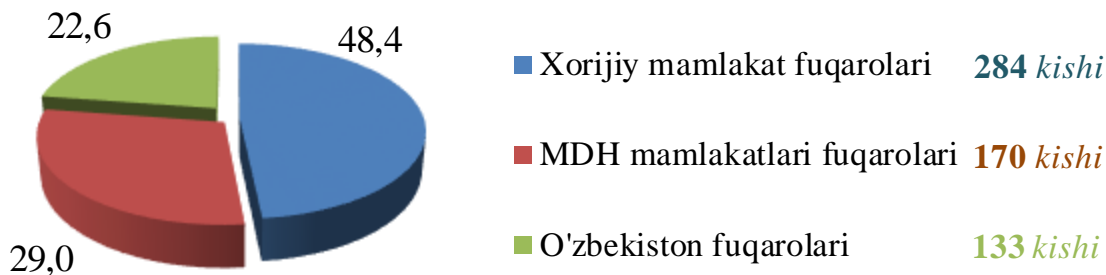 22,6
48,4
29,0
Xorijiy mamlakat fuqarolari 284 kishi
MDH mamlakatlari fuqarolari 170 kishi
O'zbekiston fuqarolari 133 kishi